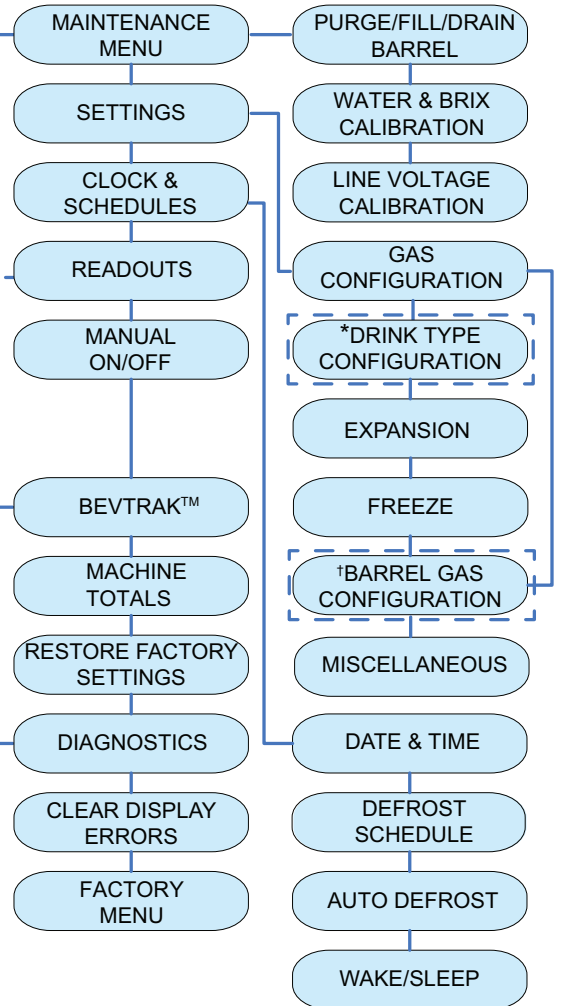 MAINTENANCE
MENU
SETTINGS
CLOCK &
SCHEDULES
READOUTS
MANUAL
ON/OFF
BEVTRAK™
MACHINE
TOTALS
RESTORE FACTORY
SETTINGS
DIAGNOSTICS
CLEAR DISPLAY
ERRORS
FACTORY
MENU
PURGE/FILL/DRAIN
BARREL
WATER & BRIX
CALIBRATION
LINE VOLTAGE
CALIBRATION
GAS
CONFIGURATION
*DRINK TYPE
CONFIGURATION
EXPANSION
FREEZE
†BARREL GAS
CONFIGURATION
MISCELLANEOUS
DATE & TIME
DEFROST
SCHEDULE
AUTO DEFROST
WAKE/SLEEP